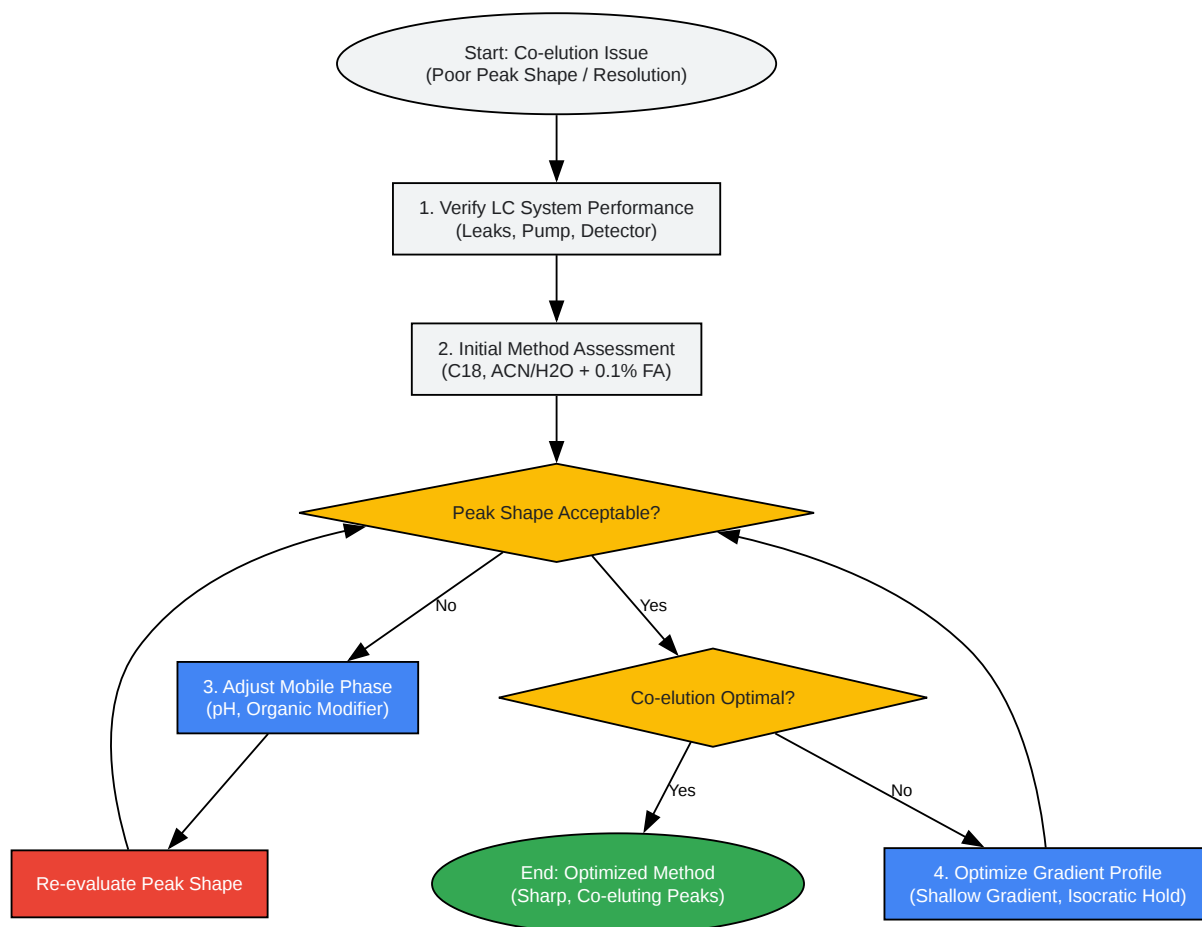 Start: Co-elution Issue
(Poor Peak Shape / Resolution)
1. Verify LC System Performance
(Leaks, Pump, Detector)
2. Initial Method Assessment
(C18, ACN/H2O + 0.1% FA)
Peak Shape Acceptable?
No
Yes
3. Adjust Mobile Phase
(pH, Organic Modifier)
Co-elution Optimal?
Yes
No
Re-evaluate Peak Shape
End: Optimized Method
(Sharp, Co-eluting Peaks)
4. Optimize Gradient Profile
(Shallow Gradient, Isocratic Hold)